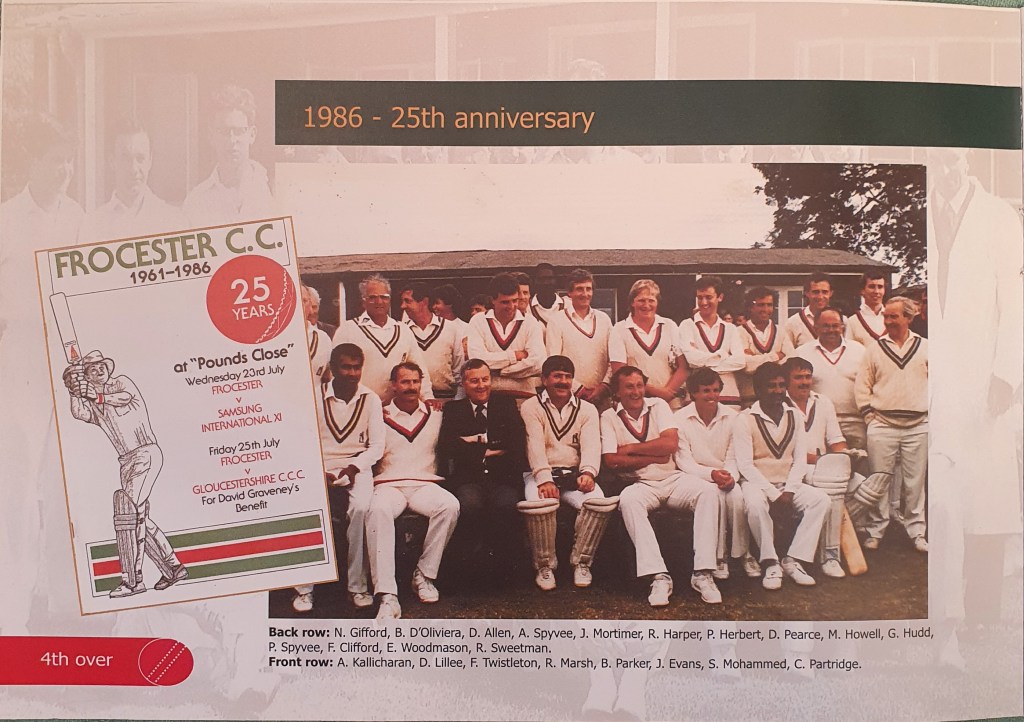 1986 - 25th anniversary
FROCESTER C.C.
1961-1986
25
YEARS
at "Pounds Close"
Wednesday 23rd July
FROCESTER
v
SAMSUNG
INTERNATIONAL XI
Friday 25th July
FROCESTER
v
GLOUCESTERSHIRE C.C.C.
For David Graveney's
Benefit
Back row: N. Gifford, B. D'Oliviera, D. Allen, A. Spyvee, J. Mortimer, R. Harper, P. Herbert, D. Pearce, M. Howell, G. Hudd,
P. Spyvee, F. Clifford, E. Woodmason, R. Sweetman.
Front row: A. Kallicharan, D. Lillee, F. Twistleton, R. Marsh, B. Parker, J. Evans, S. Mohammed, C. Partridge.
4th over